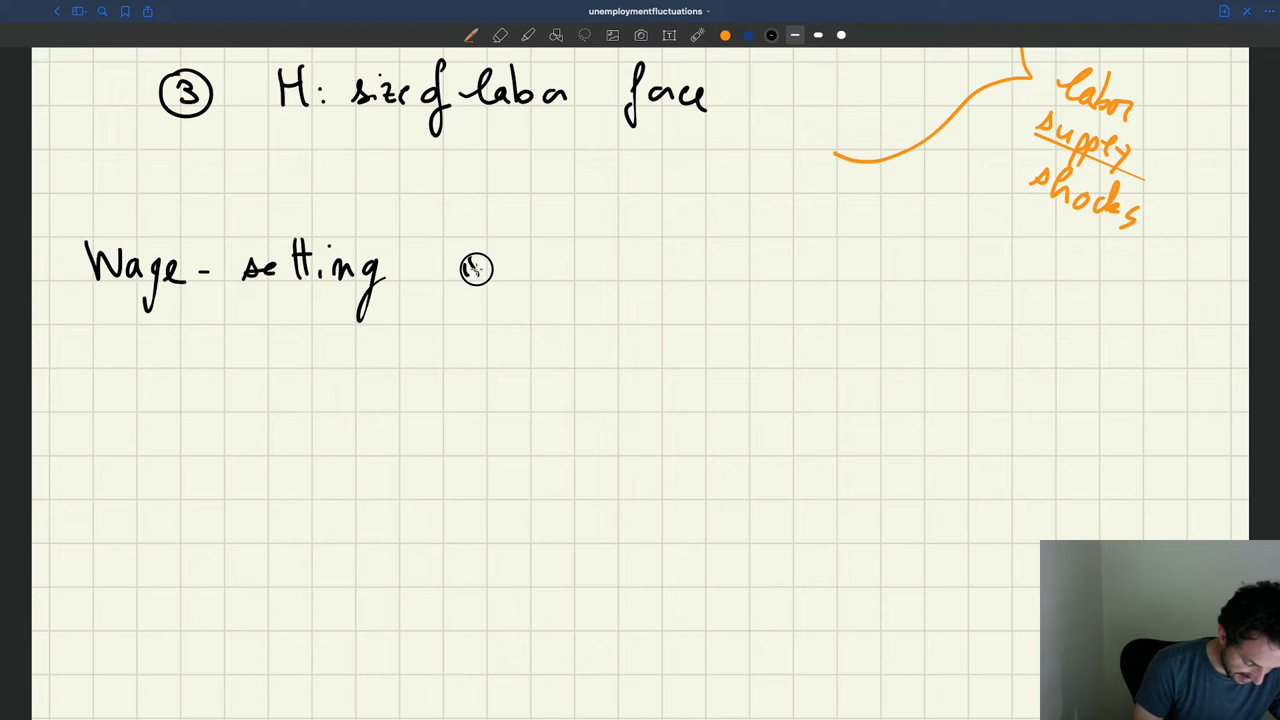 unemploymentfluctuations
③ H: size of labor force
labor
supply
shocks
Wage-setting